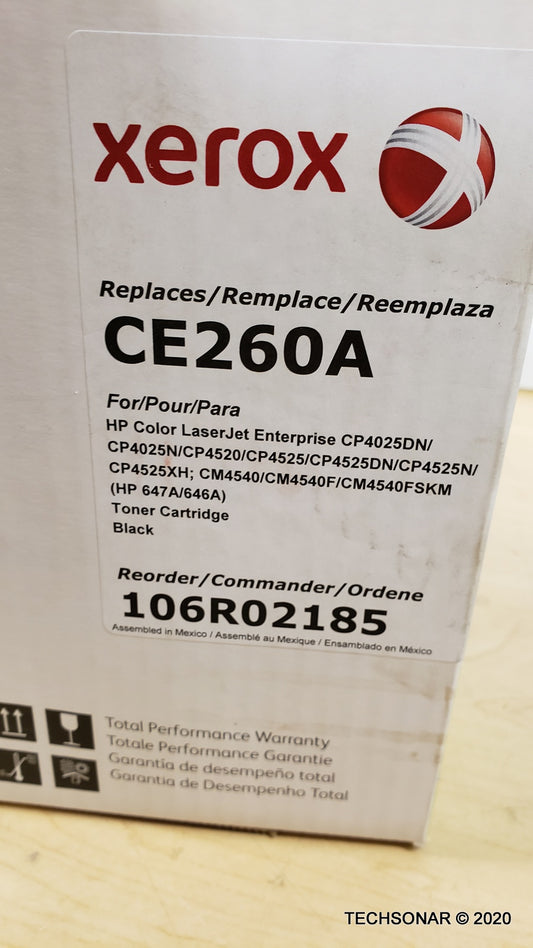 xerox
Replaces/Remplace/Reemplaza
CE260A
For/Pour/Para
HP Color LaserJet Enterprise CP4025DN/
CP4025N/CP4520/CP4525/CP4525DN/CP4525N/
CP4525XH; CM4540/CM4540F/CM4540FSKM
(HP 647A/646A)
Toner Cartridge
Black
Reorder/Commander/Ordene
106R02185
Assembled in Mexico / Assemblé au Mexique / Ensamblado en México
Total Performance Warranty
Totale Performance Garantie
Garantía de desempeño total
Garantia de Desempenho Total
TECHSONAR © 2020